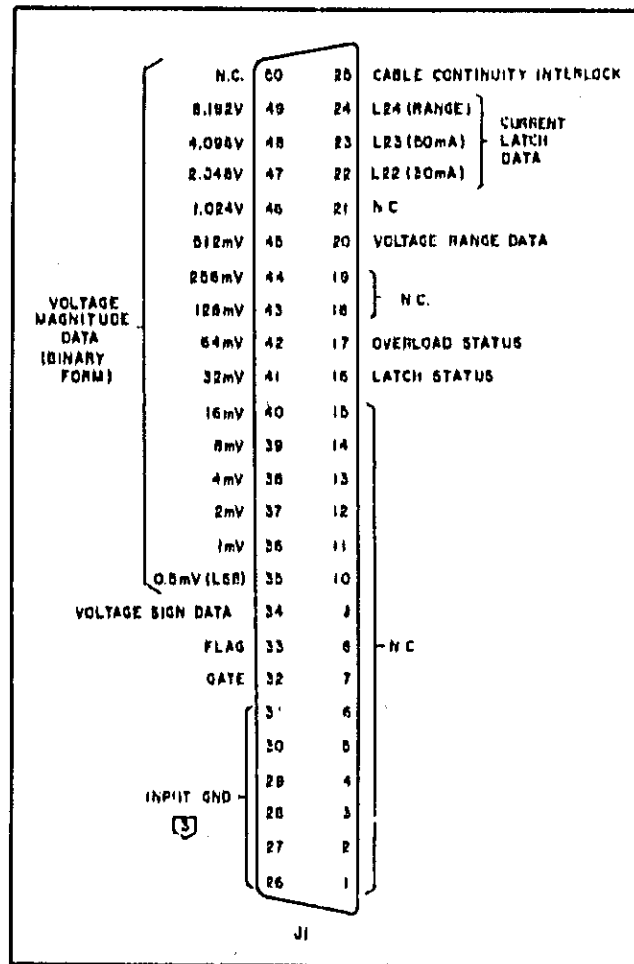 N.C. 50 25 CABLE CONTINUITY INTERLOCK
8.192V 49 24 L24 (RANGE)
4.096V 48 23 L23 (60mA)
2.048V 47 22 L22 (30mA)
CURRENT
LATCH
DATA
1.024V 46 21 NC
512mV 45 20 VOLTAGE RANGE DATA
256mV 44 19
128mV 43 18
N.C.
64mV 42 17 OVERLOAD STATUS
32mV 41 16 LATCH STATUS
VOLTAGE
MAGNITUDE
DATA
(BINARY
FORM)
16mV 40 15
8mV 39 14
4mV 38 13
2mV 37 12
1mV 36 11
0.5mV (LSB) 35 10
VOLTAGE SIGN DATA 34 9
FLAG 33 8
N C
GATE 32 7
31 6
30 5
29 4
INPUT GND
3
28 3
27 2
26 1
J1